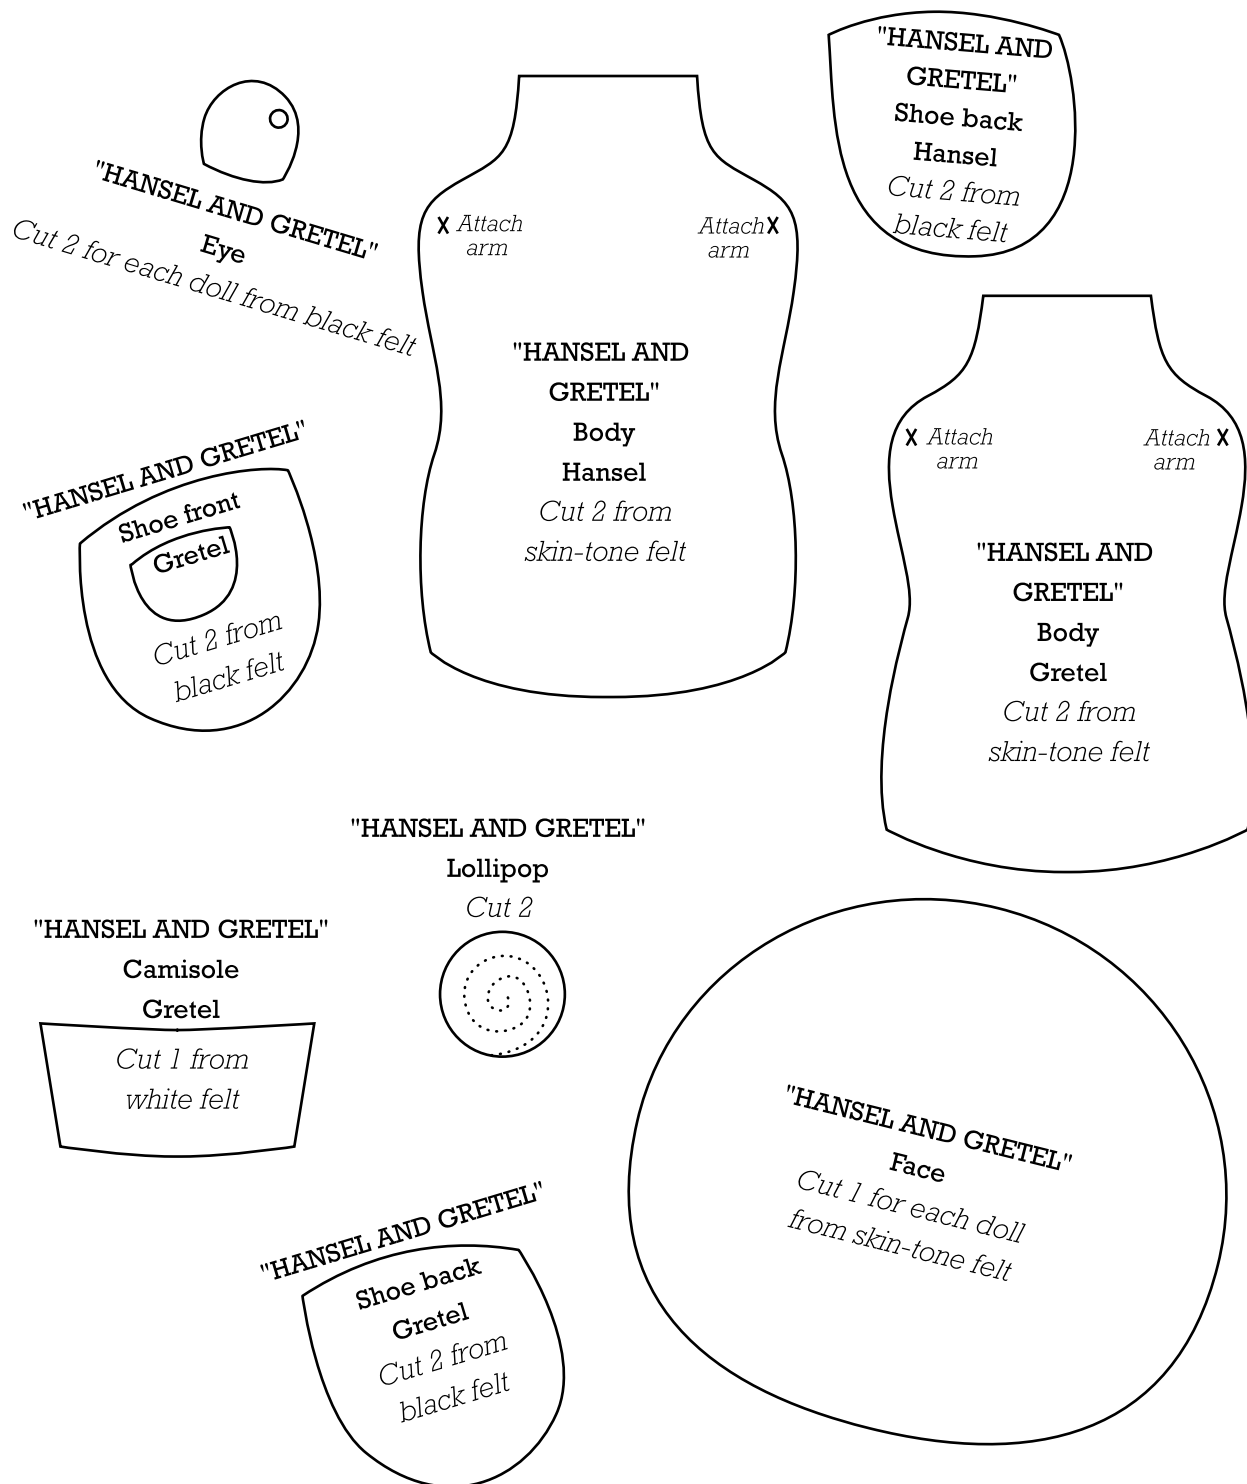 "HANSEL AND GRETEL"
Eye
Cut 2 for each doll from black felt
X Attach
arm
Attach X
arm
"HANSEL AND
GRETEL"
Body
Hansel
Cut 2 from
skin-tone felt
"HANSEL AND
GRETEL"
Shoe back
Hansel
Cut 2 from
black felt
X Attach
arm
Attach X
arm
"HANSEL AND
GRETEL"
Body
Gretel
Cut 2 from
skin-tone felt
"HANSEL AND GRETEL"
Shoe front
Gretel
Cut 2 from
black felt
"HANSEL AND GRETEL"
Lollipop
Cut 2
"HANSEL AND GRETEL"
Camisole
Gretel
Cut 1 from
white felt
"HANSEL AND GRETEL"
Face
Cut 1 for each doll
from skin-tone felt
"HANSEL AND GRETEL"
Shoe back
Gretel
Cut 2 from
black felt